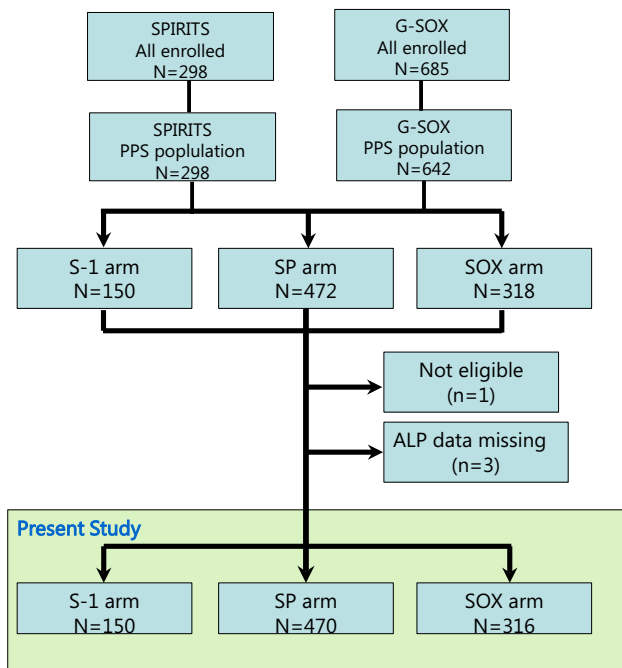 SPIRITS
All enrolled
N=298
G-SOX
All enrolled
N=685
SPIRITS
PPS poplulation
N=298
G-SOX
PPS population
N=642
S-1 arm
N=150
SP arm
N=472
SOX arm
N=318
Not eligible
(n=1)
ALP data missing
(n=3)
Present Study
S-1 arm
N=150
SP arm
N=470
SOX arm
N=316